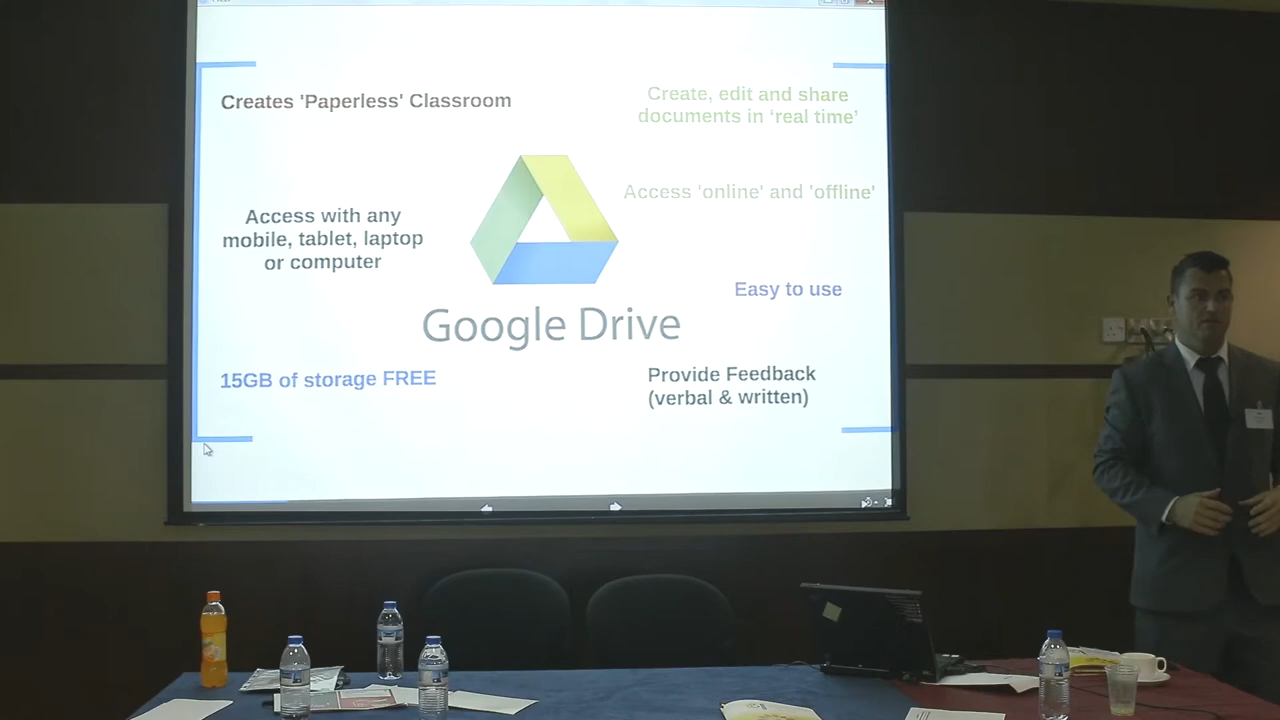 Creates 'Paperless' Classroom
Create, edit and share
documents in ‘real time’
Access 'online' and 'offline'
Access with any
mobile, tablet, laptop
or computer
Easy to use
Google Drive
15GB of storage FREE
Provide Feedback
(verbal & written)